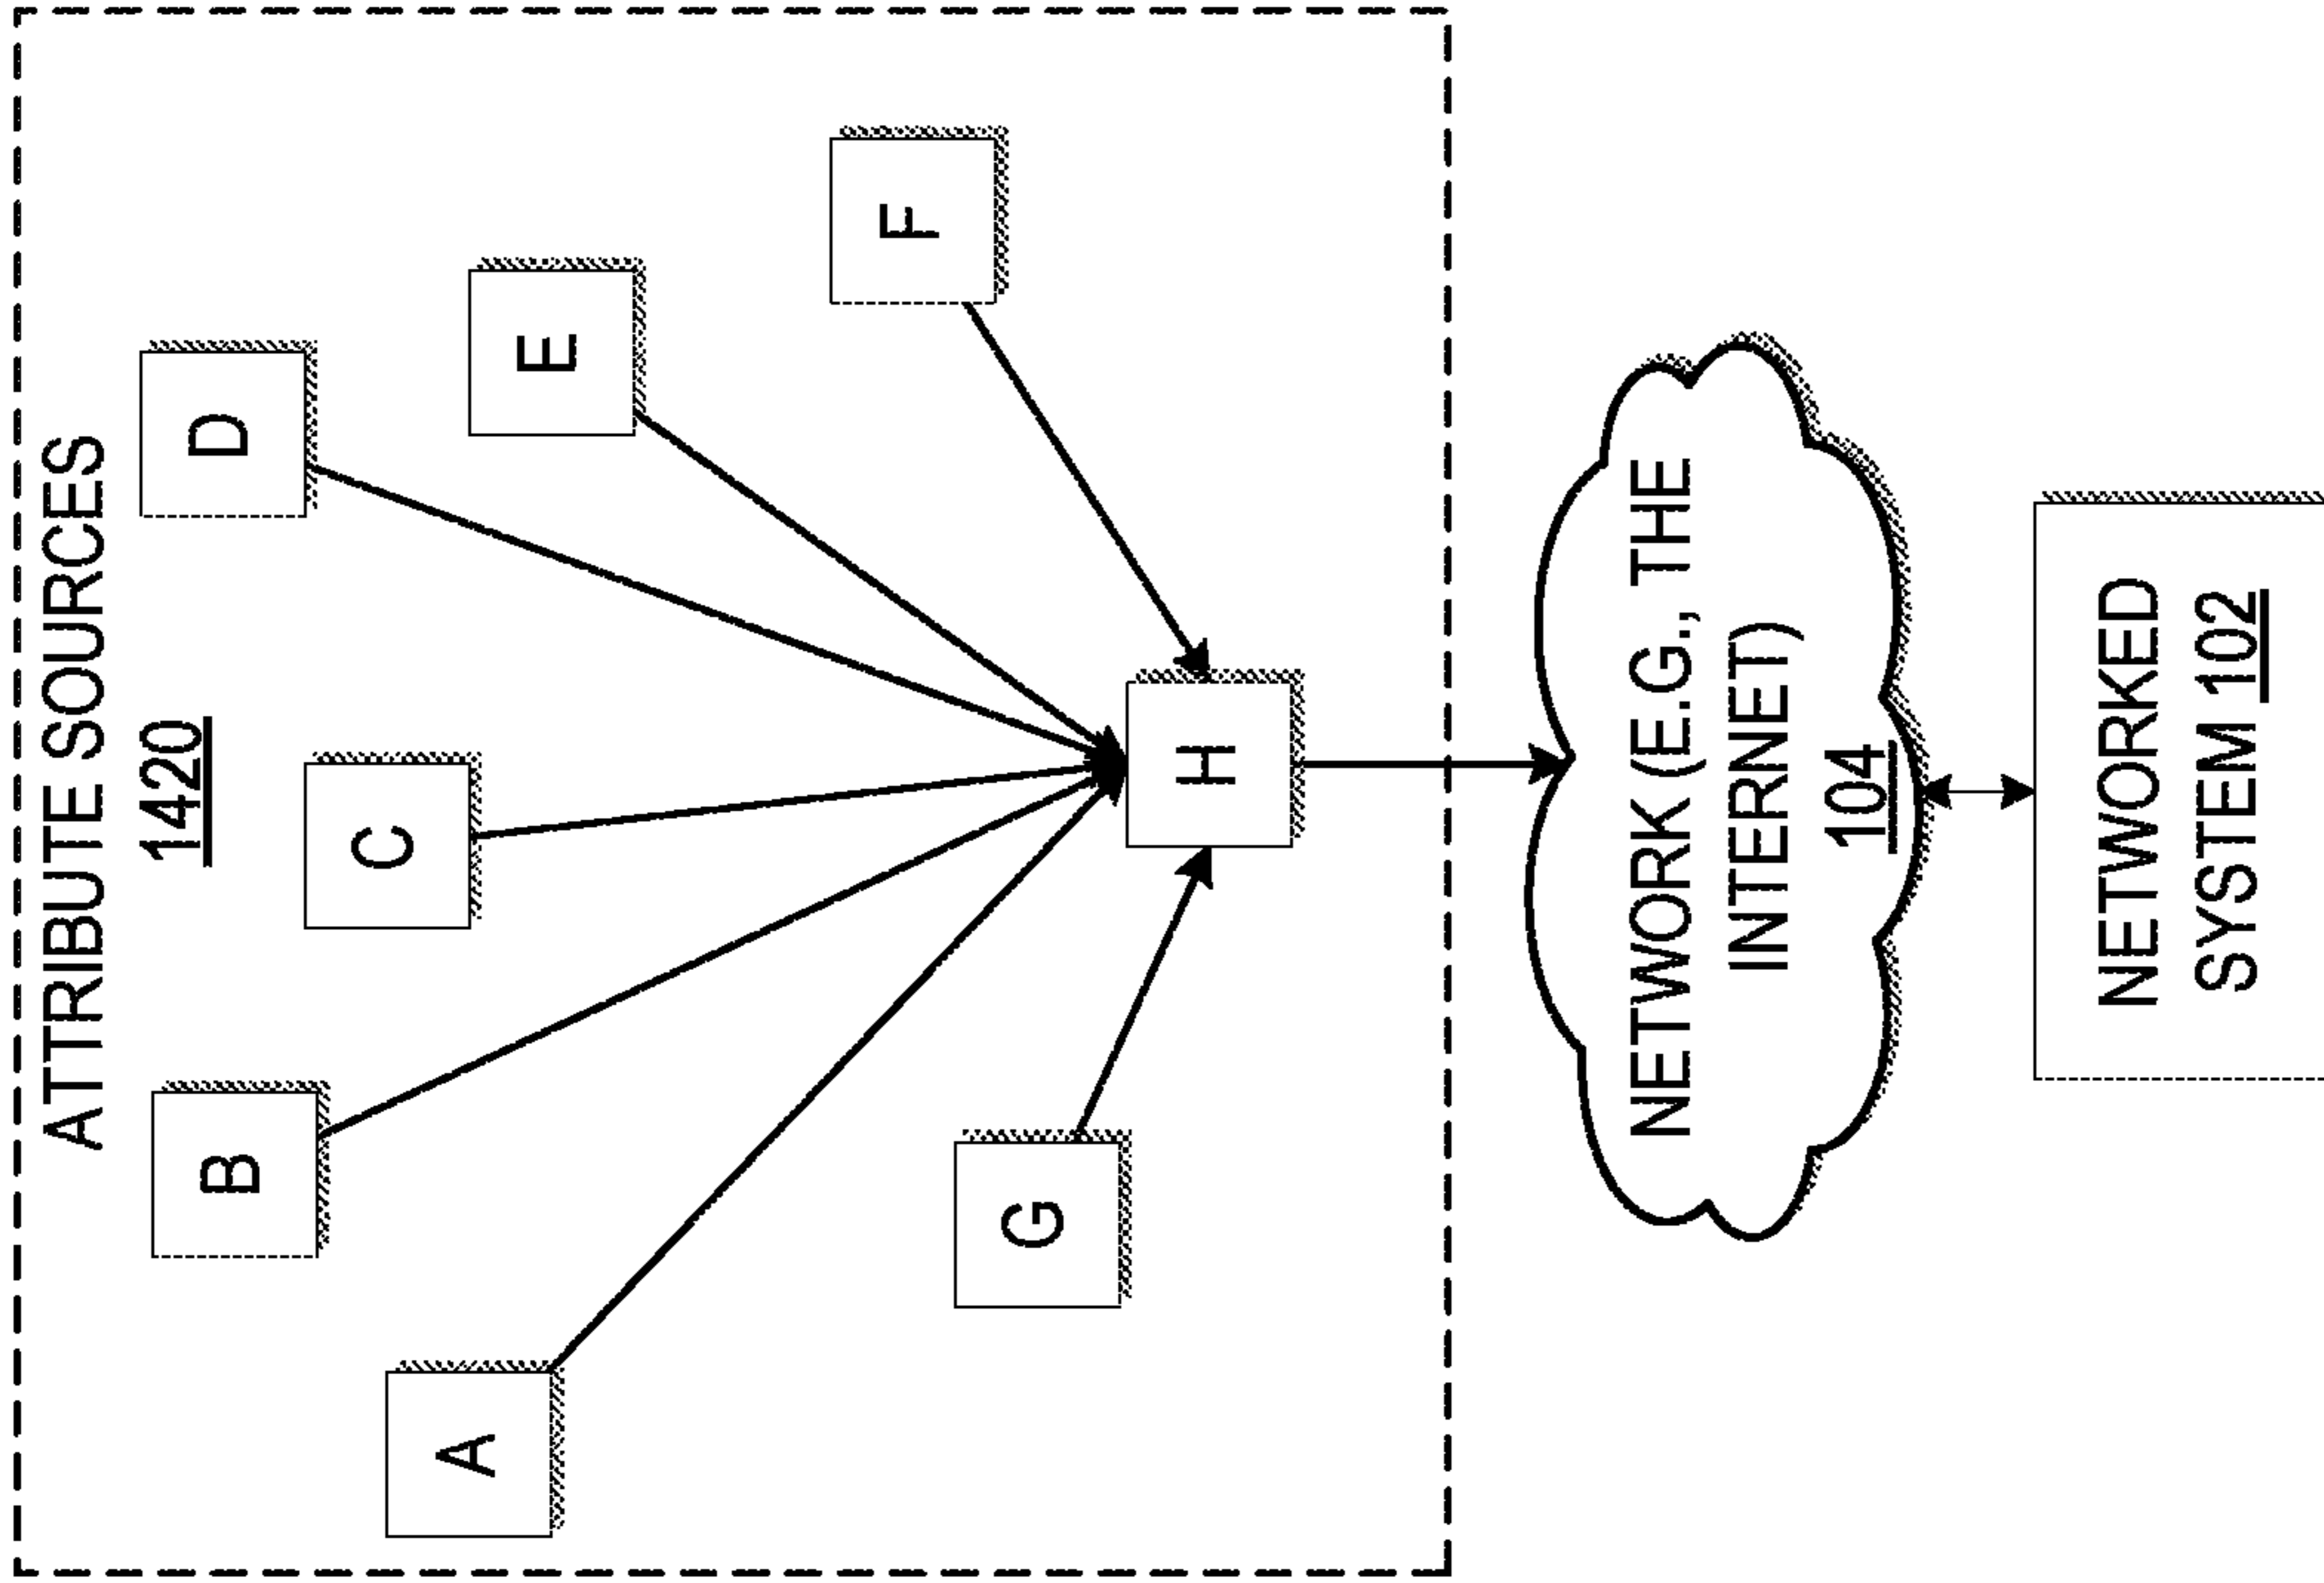 ATTRIBUTE SOURCES
1420
A
B
C
D
E
F
G
H
NETWORK (E.G., THE
INTERNET)
104
NETWORKED
SYSTEM 102